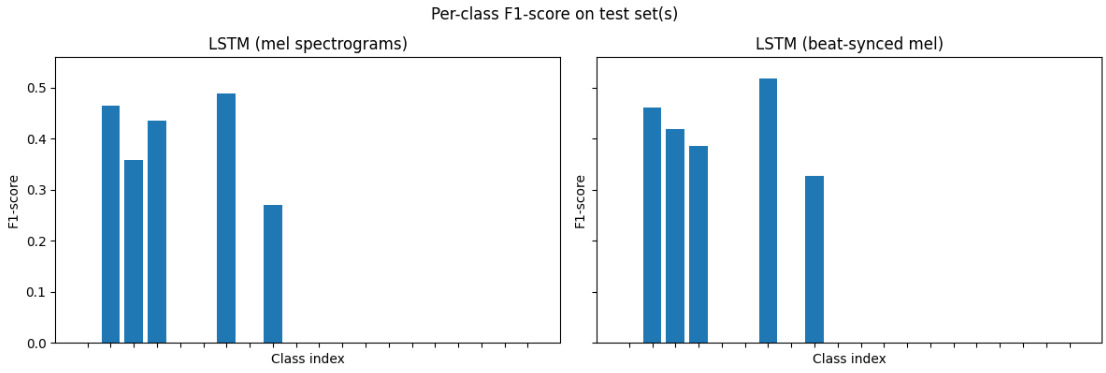 Per-class F1-score on test set(s)
LSTM (mel spectrograms)
LSTM (beat-synced mel)
0.5
0.4
0.3
0.2
0.1
0.0
F1-score
F1-score
Class index
Class index